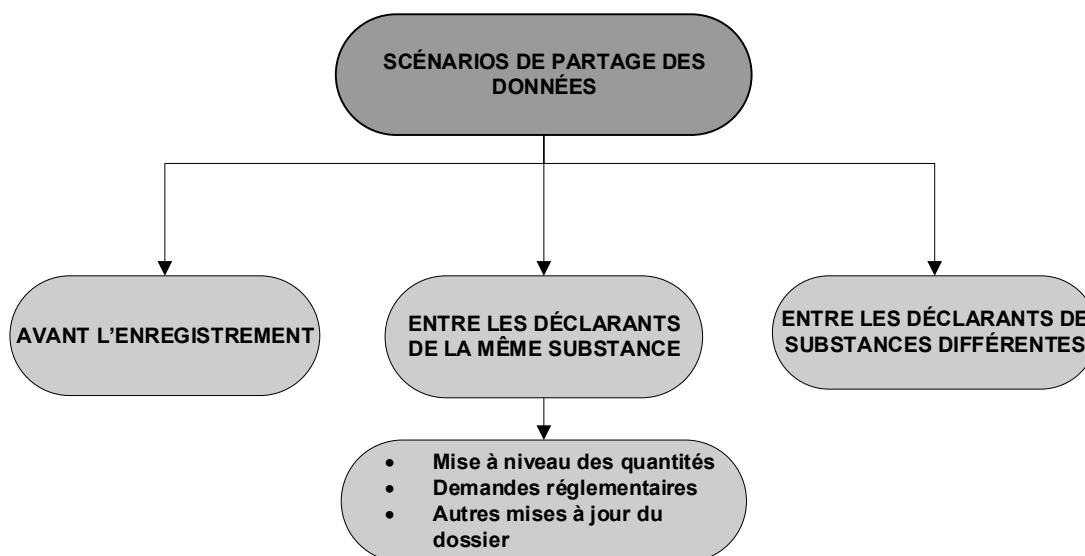 SCÉNARIOS DE PARTAGE DES
DONNÉES
AVANT L’ENREGISTREMENT
ENTRE LES DÉCLARANTS
DE LA MÊME SUBSTANCE
ENTRE LES DÉCLARANTS DE
SUBSTANCES DIFFÉRENTES
• Mise à niveau des quantités
• Demandes réglementaires
• Autres mises à jour du
dossier